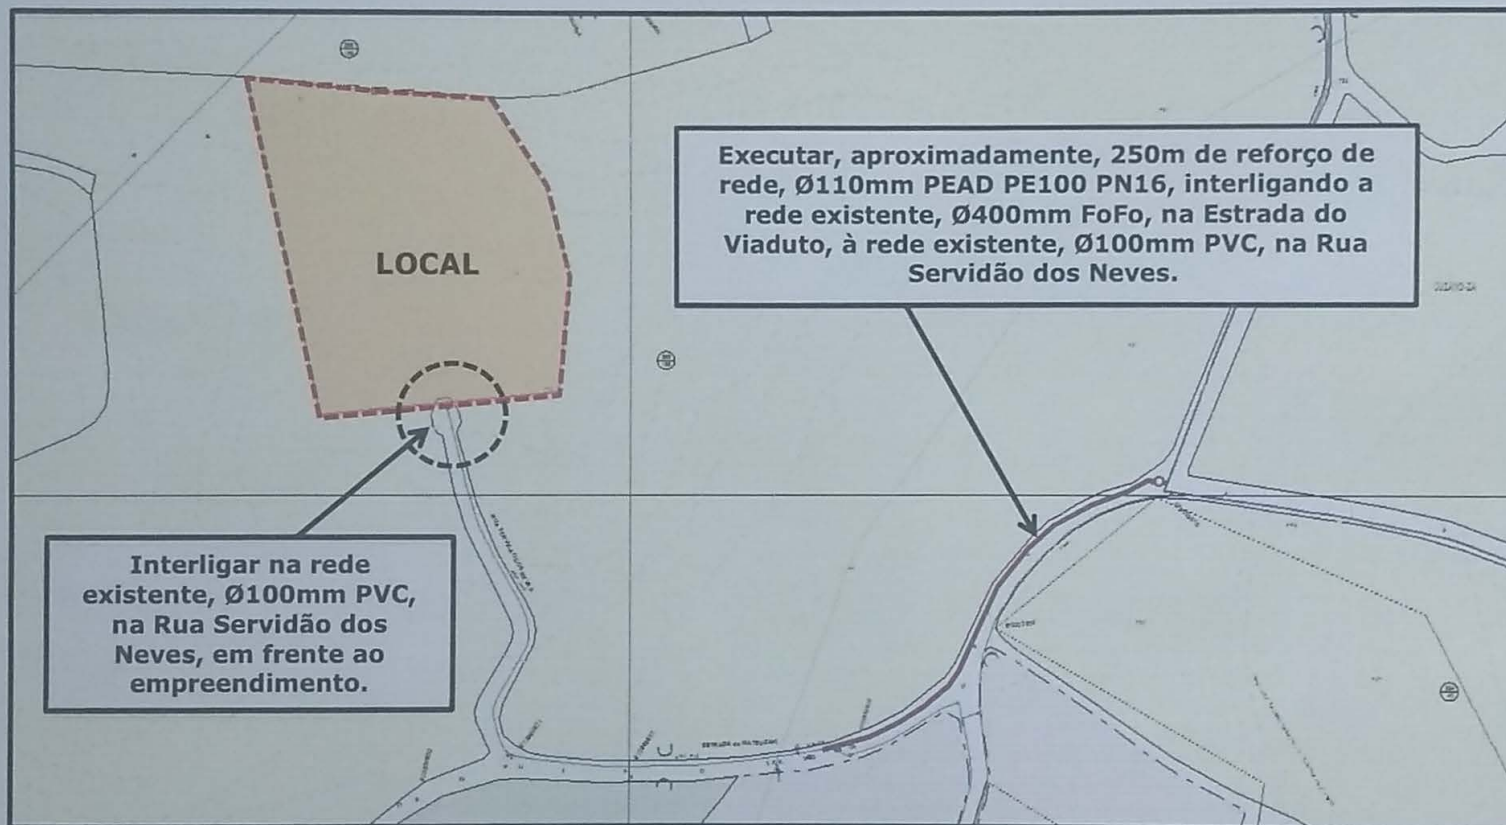 LOCAL
Executar, aproximadamente, 250m de reforço de
rede, Ø110mm PEAD PE100 PN16, interligando a
rede existente, Ø400mm FoFo, na Estrada do
Viaduto, à rede existente, Ø100mm PVC, na Rua
Servidão dos Neves.
Interligar na rede
existente, Ø100mm PVC,
na Rua Servidão dos
Neves, em frente ao
empreendimento.